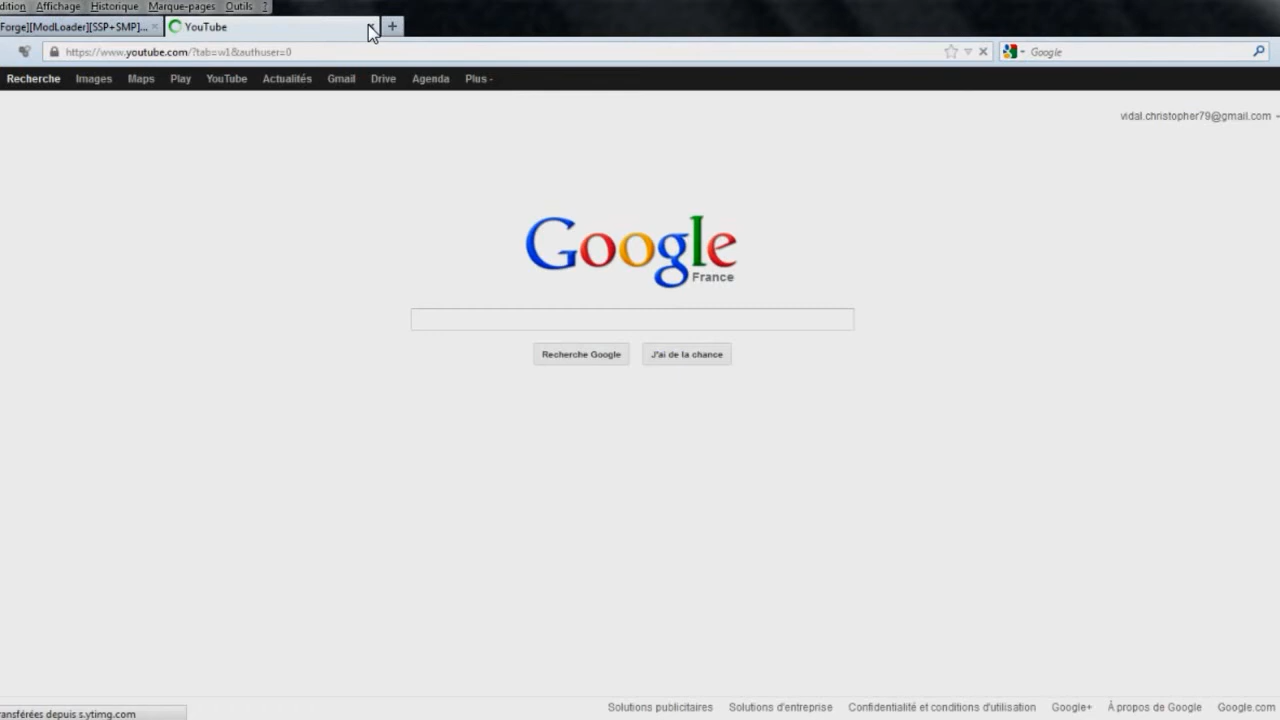 dition Affichage Historique Marque-pages Outils ?
Forge][ModLoader][SSP+SMP]... YouTube
https://www.youtube.com/?tab=w1&authuser=0 Google
Recherche Images Maps Play YouTube Actualités Gmail Drive Agenda Plus
vidal.christopher79@gmail.com
Google
France
Recherche Google J'ai de la chance
Solutions publicitaires Solutions d'entreprise Confidentialité et conditions d'utilisation Google+ À propos de Google Google.com
ansférées depuis s.ytimg.com